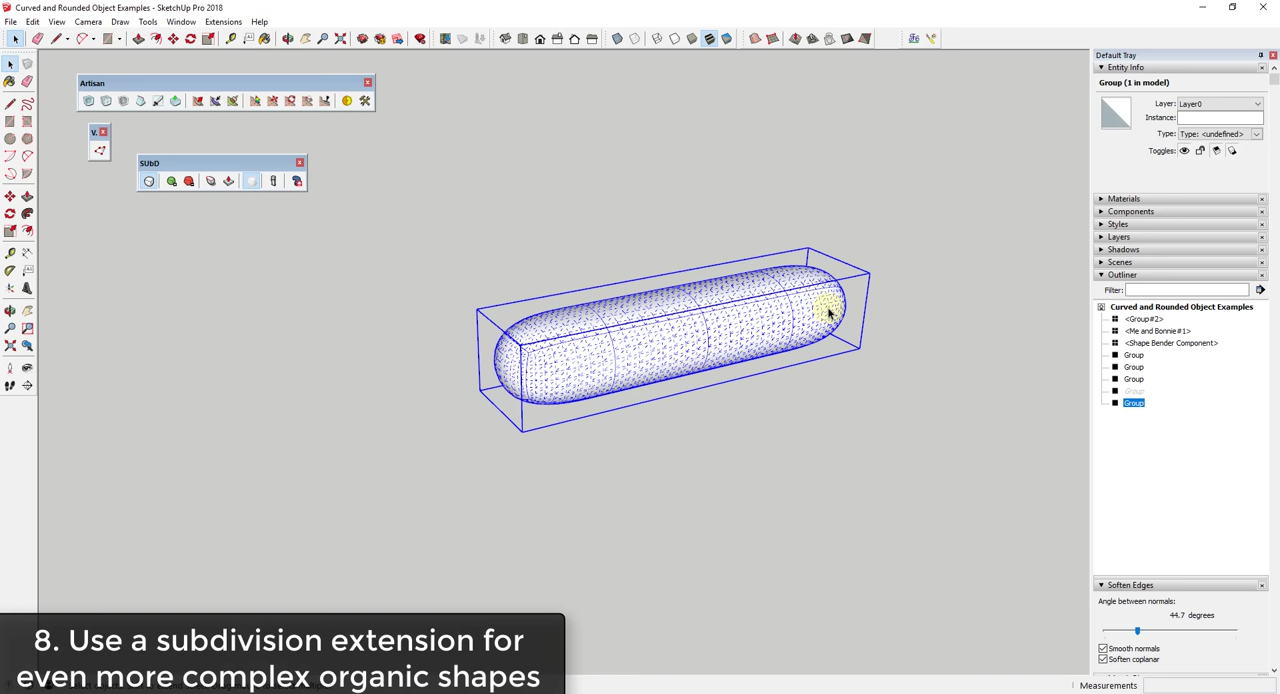 Curved and Rounded Object Examples - SketchUp Pro 2018
File Edit View Camera Draw Tools Window Extensions Help
Default Tray
Entity Info
Group (1 in model)
Layer: Layer0
Instance:
Type: Type: <undefined>
Toggles:
Artisan
V.
SUbD
Materials
Components
Styles
Layers
Shadows
Scenes
Outliner
Filter:
Curved and Rounded Object Examples
<Group#2>
<Me and Bonnie#1>
<Shape Bender Component>
Group
Group
Group
Group
Group
Soften Edges
Angle between normals:
44.7 degrees
Smooth normals
Soften coplanar
8. Use a subdivision extension for
even more complex organic shapes
Measurements